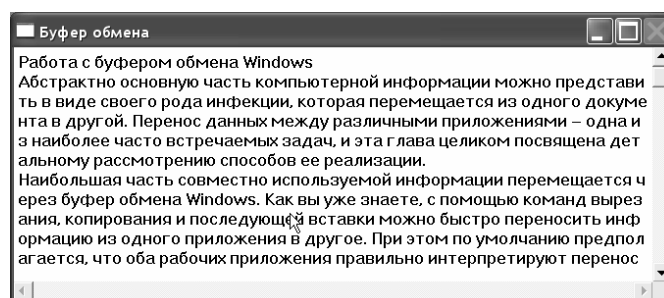 Буфер обмена
Работа с буфером обмена Windows
Абстрактно основную часть компьютерной информации можно представи
ть в виде своего рода инфекции, которая перемещается из одного докуме
нта в другой. Перенос данных между различными приложениями – одна и
з наиболее часто встречаемых задач, и эта глава целиком посвящена дет
альному рассмотрению способов ее реализации.
Наибольшая часть совместно используемой информации перемещается ч
ерез буфер обмена Windows. Как вы уже знаете, с помощью команд вырез
ания, копирования и последующей вставки можно быстро переносить инф
ормацию из одного приложения в другое. При этом по умолчанию предпол
агается, что оба рабочих приложения правильно интерпретируют перенос